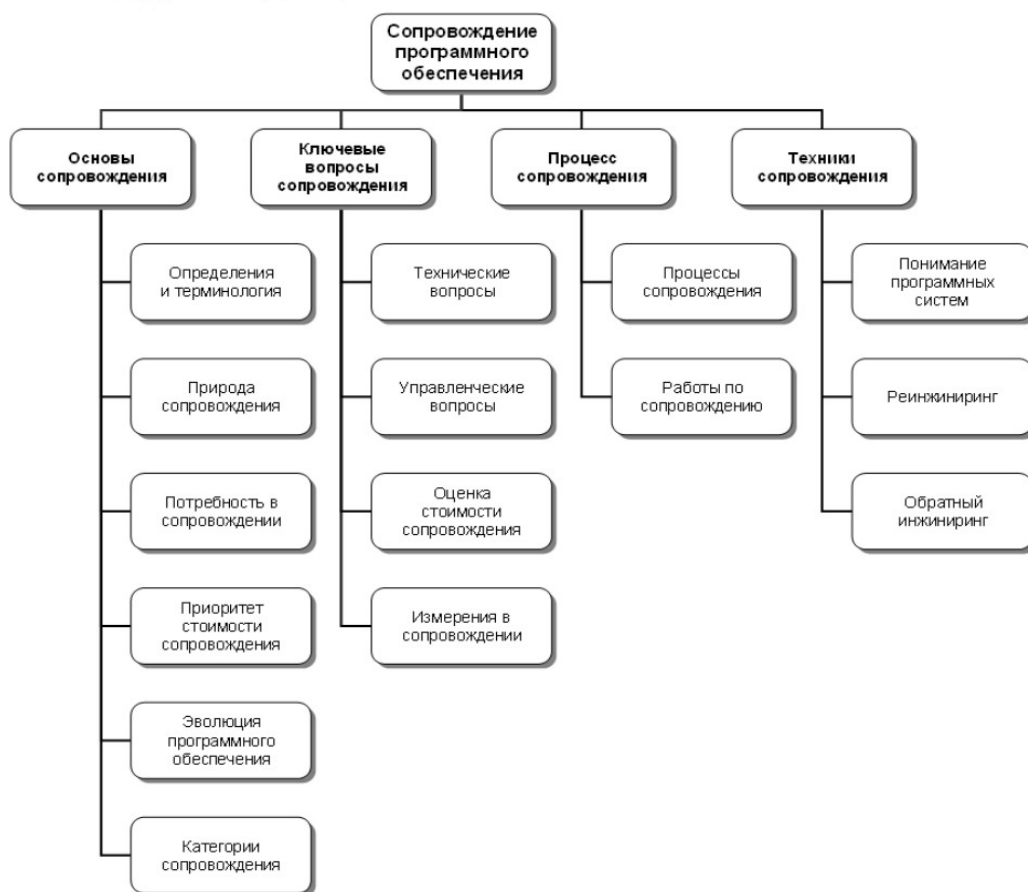 Сопровождение
программного
обеспечения
Основы
сопровождения
Ключевые
вопросы
сопровождения
Процесс
сопровождения
Техники
сопровождения
Определения
и терминология
Природа
сопровождения
Потребность в
сопровождении
Приоритет
стоимости
сопровождения
Эволюция
программного
обеспечения
Категории
сопровождения
Технические
вопросы
Управленческие
вопросы
Оценка
стоимости
сопровождения
Измерения в
сопровождении
Процессы
сопровождения
Работы по
сопровождению
Понимание
программных
систем
Реинжиниринг
Обратный
инжиниринг